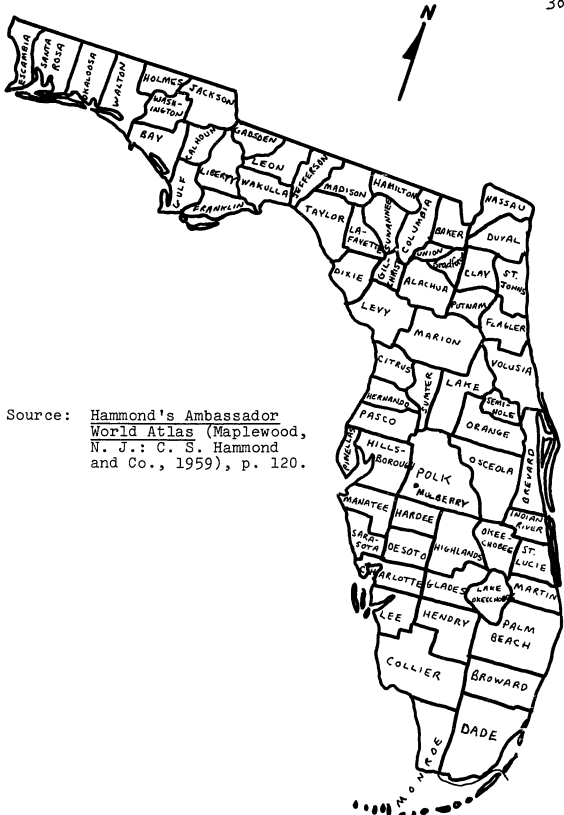 30
N
ESCAMBIA
SANTA
ROSA
OKALOOSA
WALTON
HOLMES
JACKSON
WASH-
INGTON
BAY
CALHOUN
GADSDEN
GULF
LIBERTY
LEON
WAKULLA
FRANKLIN
JEFFERSON
MADISON
HAMILTON
TAYLOR
LA-
FAYETTE
SUWANNEE
COLUMBIA
BAKER
NASSAU
DUVAL
UNION
Bradford
CLAY
ST.
JOHNS
DIXIE
GIL-
CHRIST
ALACHUA
PUTNAM
FLAGLER
LEVY
MARION
VOLUSIA
CITRUS
SUMTER
LAKE
SEMI-
NOLE
HERNANDO
PASCO
ORANGE
Source: Hammond's Ambassador
World Atlas (Maplewood,
N. J.: C. S. Hammond
and Co., 1959), p. 120.
PINELLAS
HILLS-
BOROUGH
POLK
MULBERRY
OSCEOLA
BREVARD
MANATEE
HARDEE
INDIAN
RIVER
OKEE-
CHOBEE
SARA-
SOTA
DESOTO
HIGHLANDS
ST.
LUCIE
CHARLOTTE
GLADES
LAKE
OKEECHOBEE
MARTIN
LEE
HENDRY
PALM
BEACH
COLLIER
BROWARD
DADE
MONROE